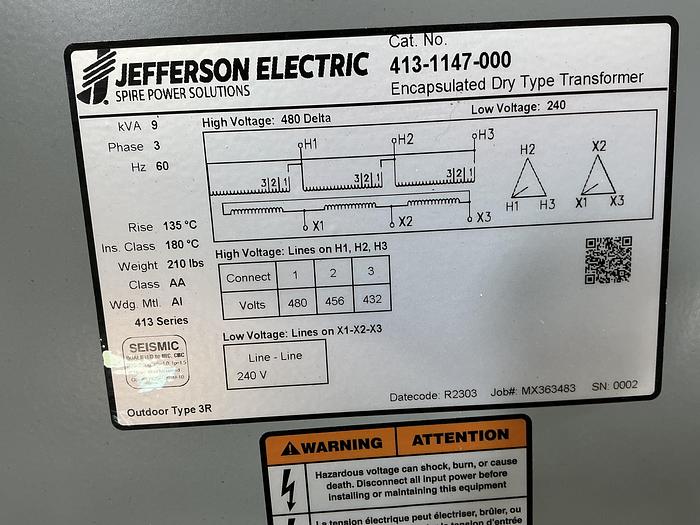 JEFFERSON ELECTRIC
SPIRE POWER SOLUTIONS
Cat. No.
413-1147-000
Encapsulated Dry Type Transformer
kVA 9
Phase 3
Hz 60
High Voltage: 480 Delta
Low Voltage: 240
H1 H2 H3
3 2 1 3 2 1 3 2 1
X1 X2 X3
H2
H1 H3
X2
X1 X3
Rise 135 °C
Ins. Class 180 °C
Weight 210 lbs
Class AA
Wdg. Mtl. Al
413 Series
SEISMIC
Outdoor Type 3R
High Voltage: Lines on H1, H2, H3
Connect 1 2 3
Volts 480 456 432
Low Voltage: Lines on X1-X2-X3
Line - Line
240 V
Datecode: R2303 Job#: MX363483 SN: 0002
WARNING ATTENTION
Hazardous voltage can shock, burn, or cause
death. Disconnect all input power before
installing or maintaining this equipment
La tension électrique peut électriser, brûler, ou